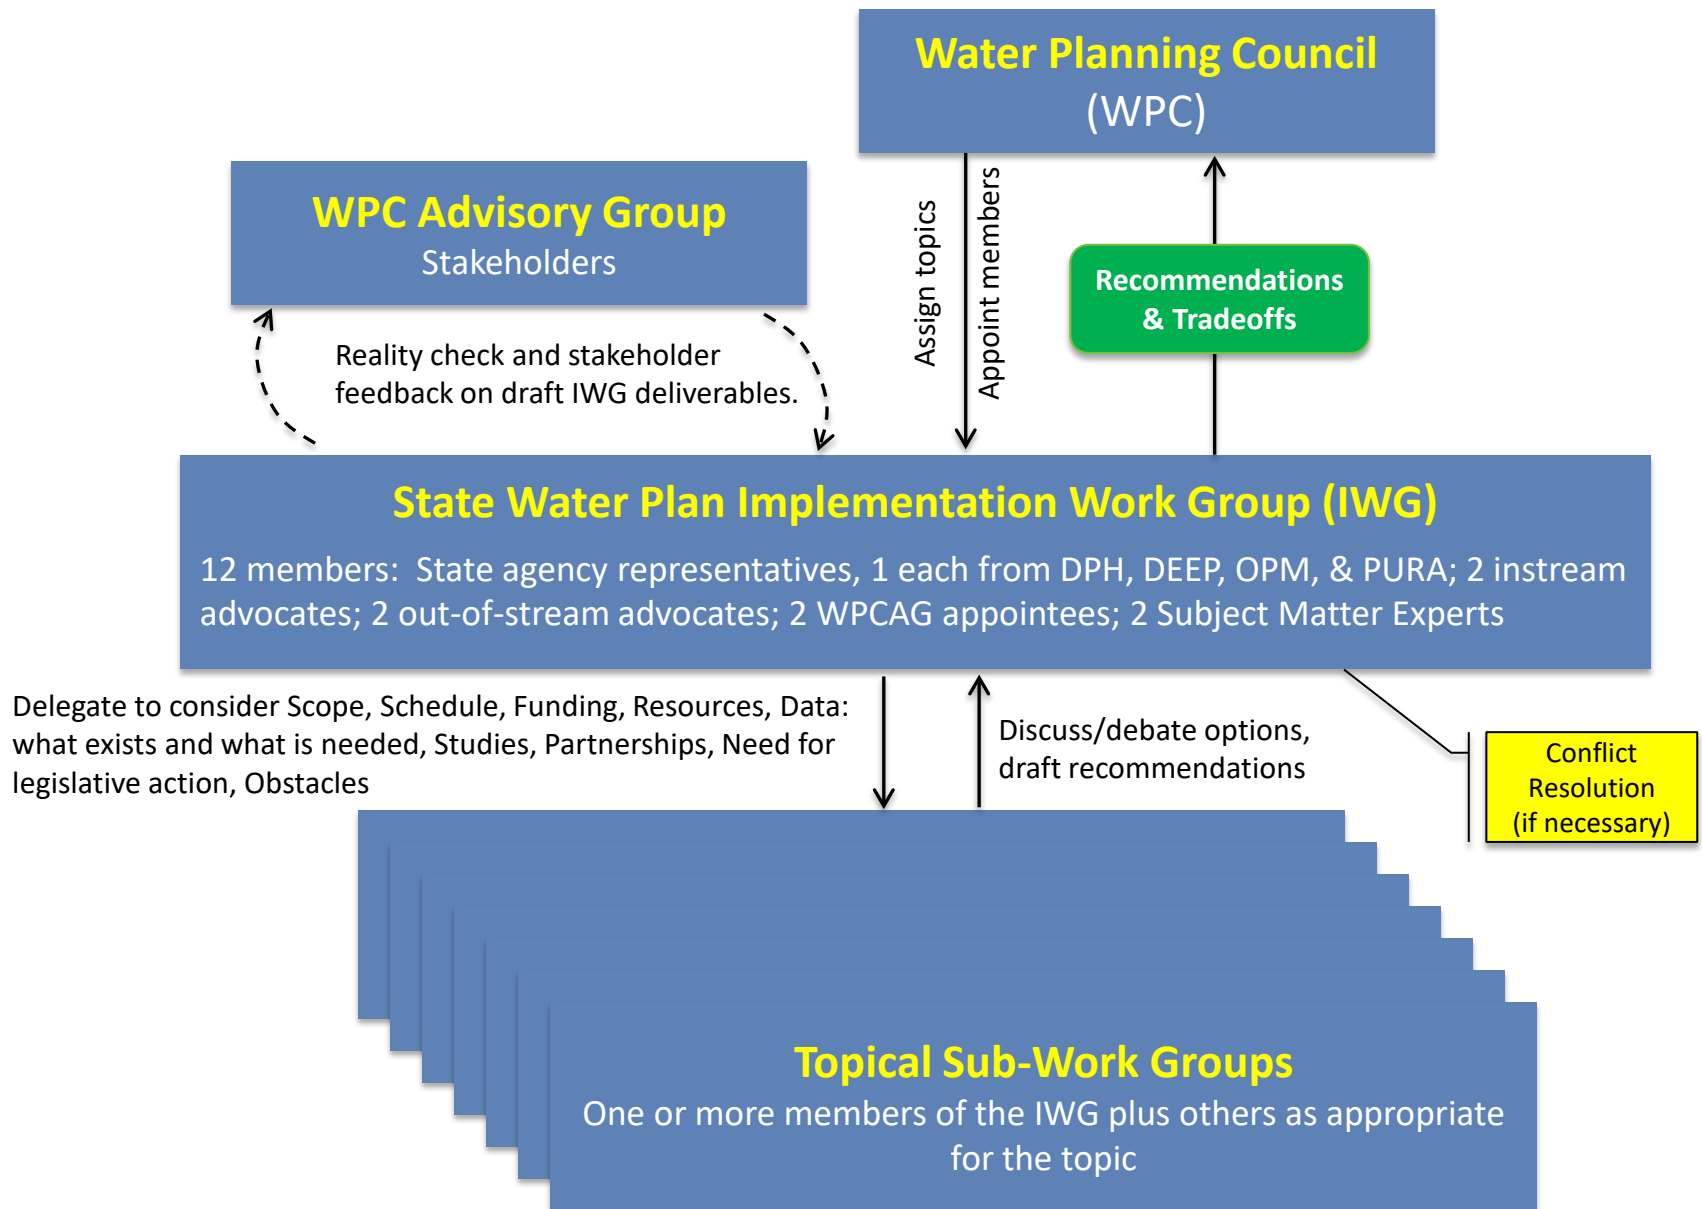 Water Planning Council
(WPC)
WPC Advisory Group
Stakeholders
Assign topics
Appoint members
Recommendations
& Tradeoffs
Reality check and stakeholder
feedback on draft IWG deliverables.
State Water Plan Implementation Work Group (IWG)
12 members:  State agency representatives, 1 each from DPH, DEEP, OPM, & PURA; 2 instream
advocates; 2 out-of-stream advocates; 2 WPCAG appointees; 2 Subject Matter Experts
Delegate to consider Scope, Schedule, Funding, Resources, Data:
what exists and what is needed, Studies, Partnerships, Need for
legislative action, Obstacles
Discuss/debate options,
draft recommendations
Conflict
Resolution
(if necessary)
Topical Sub-Work Groups
One or more members of the IWG plus others as appropriate
for the topic